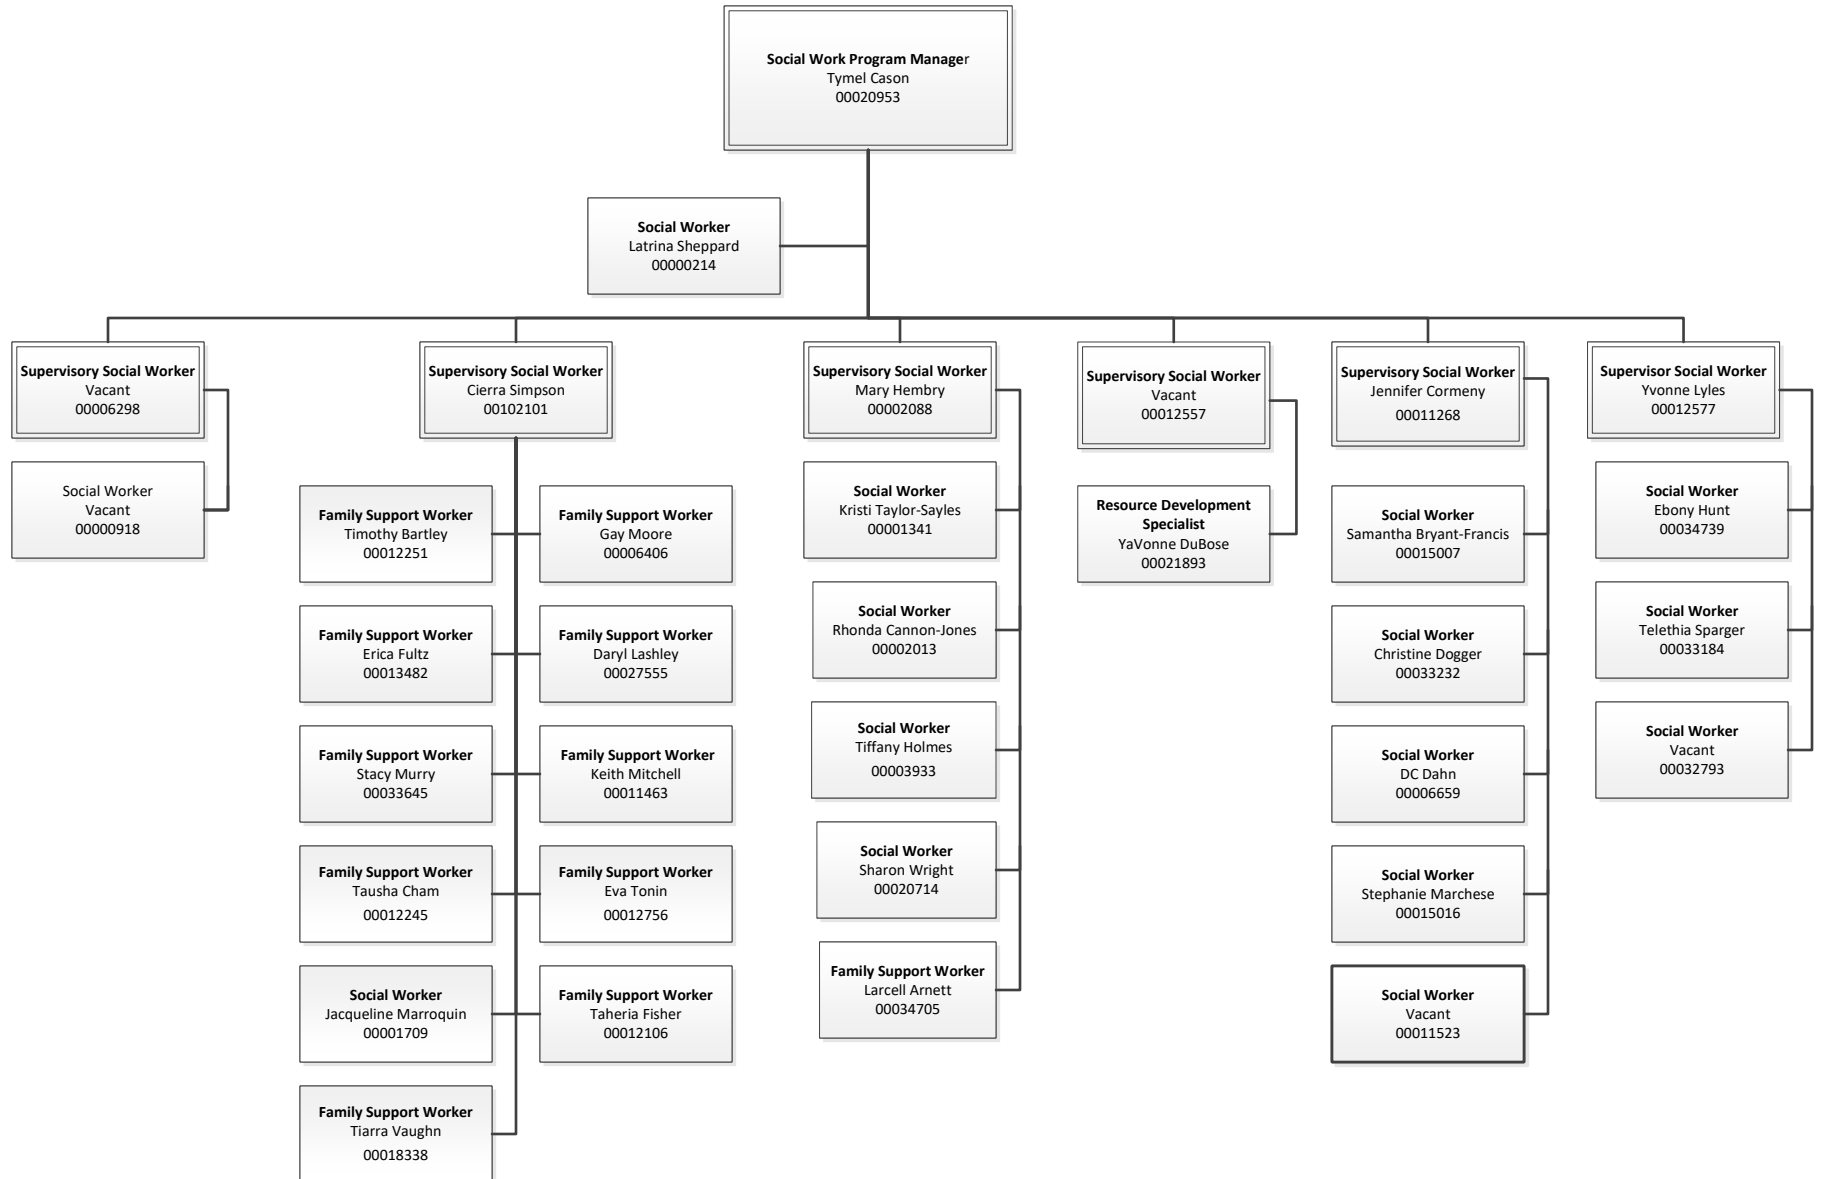 Social Work Program Manager
Tymel Cason
00020953
Social Worker
Latrina Sheppard
00000214
Supervisory Social Worker
Vacant
00006298
Social Worker
Vacant
00000918
Supervisory Social Worker
Cierra Simpson
00102101
Family Support Worker
Timothy Bartley
00012251
Family Support Worker
Gay Moore
00006406
Family Support Worker
Erica Fultz
00013482
Family Support Worker
Daryl Lashley
00027555
Family Support Worker
Stacy Murry
00033645
Family Support Worker
Keith Mitchell
00011463
Family Support Worker
Tausha Cham
00012245
Family Support Worker
Eva Tonin
00012756
Social Worker
Jacqueline Marroquin
00001709
Family Support Worker
Taheria Fisher
00012106
Family Support Worker
Tiarra Vaughn
00018338
Supervisory Social Worker
Mary Hembry
00002088
Social Worker
Kristi Taylor-Sayles
00001341
Social Worker
Rhonda Cannon-Jones
00002013
Social Worker
Tiffany Holmes
00003933
Social Worker
Sharon Wright
00020714
Family Support Worker
Larcell Arnett
00034705
Supervisory Social Worker
Vacant
00012557
Resource Development
Specialist
YaVonne DuBose
00021893
Supervisory Social Worker
Jennifer Cormeny
00011268
Social Worker
Samantha Bryant-Francis
00015007
Social Worker
Christine Dogger
00033232
Social Worker
DC Dahn
00006659
Social Worker
Stephanie Marchese
00015016
Social Worker
Vacant
00011523
Supervisor Social Worker
Yvonne Lyles
00012577
Social Worker
Ebony Hunt
00034739
Social Worker
Telethia Sparger
00033184
Social Worker
Vacant
00032793